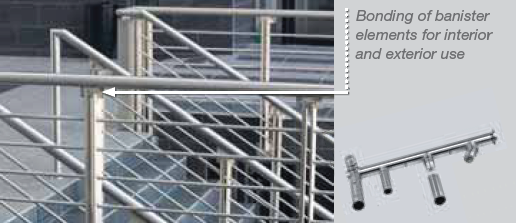 Bonding of banister
elements for interior
and exterior use